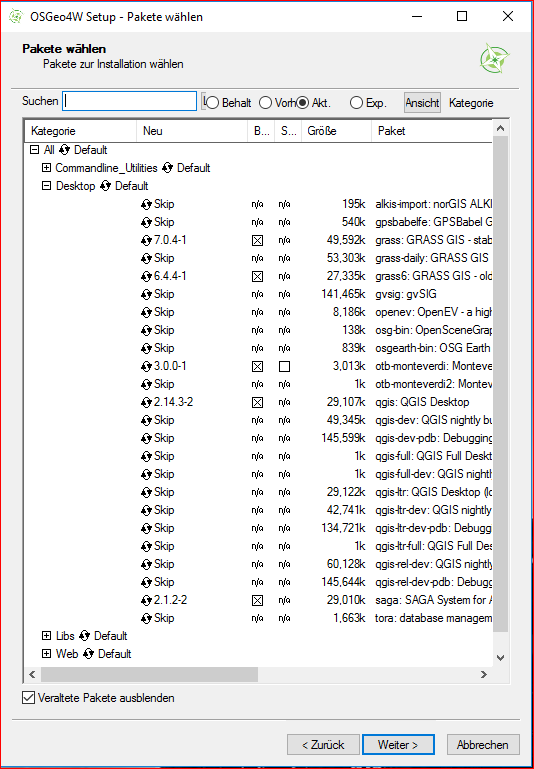 OSGeo4W Setup - Pakete wählen
Pakete wählen
Pakete zur Installation wählen
Suchen Behalt Vorh Akt. Exp. Ansicht Kategorie
Kategorie Neu B... S... Größe Paket
All Default
Commandline_Utilities Default
Desktop Default
Skip n/a n/a 195k alkis-import: norGIS ALKI
Skip n/a n/a 540k gpsbabelfe: GPSBabel G
7.0.4-1 n/a 49,592k grass: GRASS GIS - stab
Skip n/a n/a 53,303k grass-daily: GRASS GIS
6.4.4-1 n/a 27,335k grass6: GRASS GIS - old
Skip n/a n/a 141,465k gvsig: gvSIG
Skip n/a n/a 8,186k openev: OpenEV - a high
Skip n/a n/a 138k osg-bin: OpenSceneGrap
Skip n/a n/a 839k osgearth-bin: OSG Earth
3.0.0-1 3,013k otb-monteverdi: Monteve
Skip n/a n/a 1k otb-monteverdi2: Montev
2.14.3-2 n/a 29,107k qgis: QGIS Desktop
Skip n/a n/a 49,345k qgis-dev: QGIS nightly bu
Skip n/a n/a 145,599k qgis-dev-pdb: Debugging
Skip n/a n/a 1k qgis-full: QGIS Full Deskt
Skip n/a n/a 1k qgis-full-dev: QGIS nightl
Skip n/a n/a 29,122k qgis-ltr: QGIS Desktop (lo
Skip n/a n/a 42,741k qgis-ltr-dev: QGIS nightly
Skip n/a n/a 134,721k qgis-ltr-dev-pdb: Debugg
Skip n/a n/a 1k qgis-ltr-full: QGIS Full Des
Skip n/a n/a 60,128k qgis-rel-dev: QGIS nightly
Skip n/a n/a 145,644k qgis-rel-dev-pdb: Debugg
2.1.2-2 n/a 29,010k saga: SAGA System for A
Skip n/a n/a 1,663k tora: database managem
Libs Default
Web Default
Veraltete Pakete ausblenden
< Zurück Weiter > Abbrechen